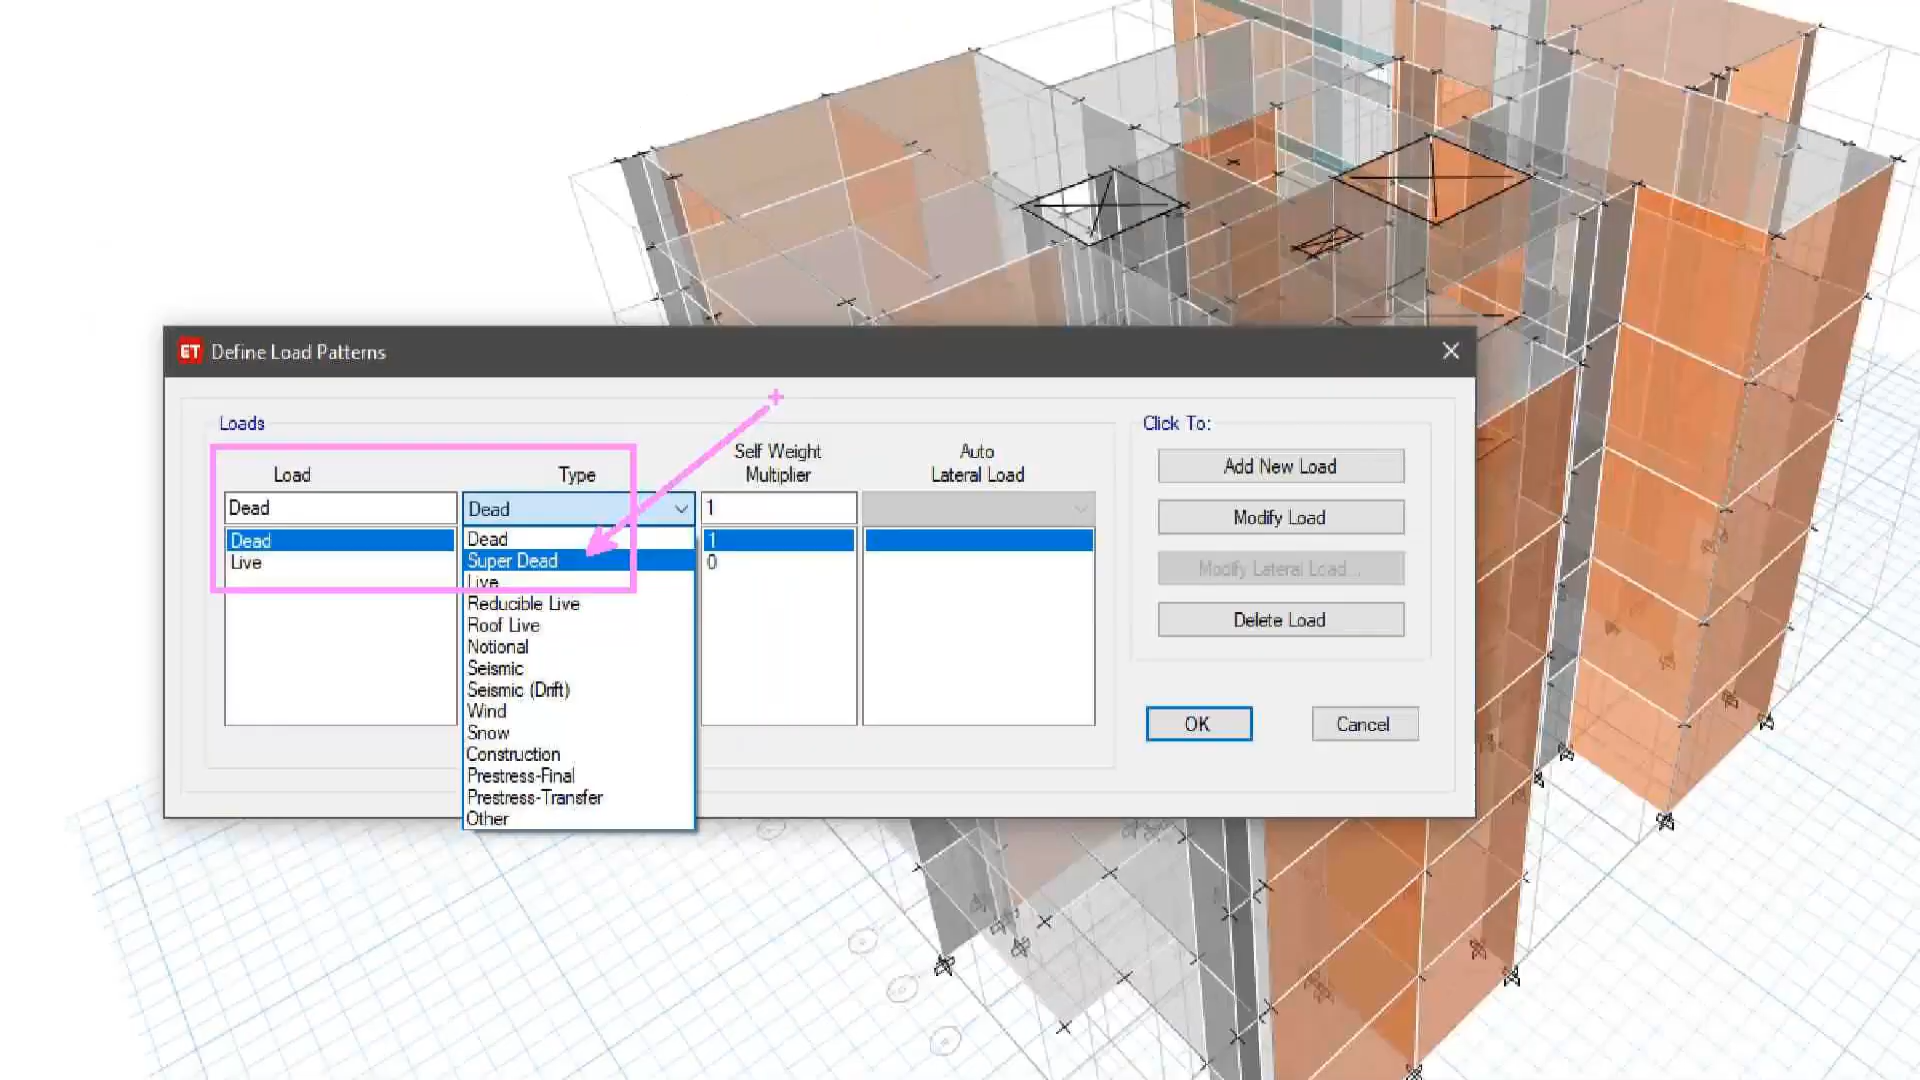 ET Define Load Patterns
Loads
Click To:
Load
Type
Self Weight
Multiplier
Auto
Lateral Load
Dead
Dead
1
Dead
1
Live
0
Dead
Super Dead
Live
Reducible Live
Roof Live
Notional
Seismic
Seismic (Drift)
Wind
Snow
Construction
Prestress-Final
Prestress-Transfer
Other
Add New Load
Modify Load
Modify Lateral Load...
Delete Load
OK
Cancel